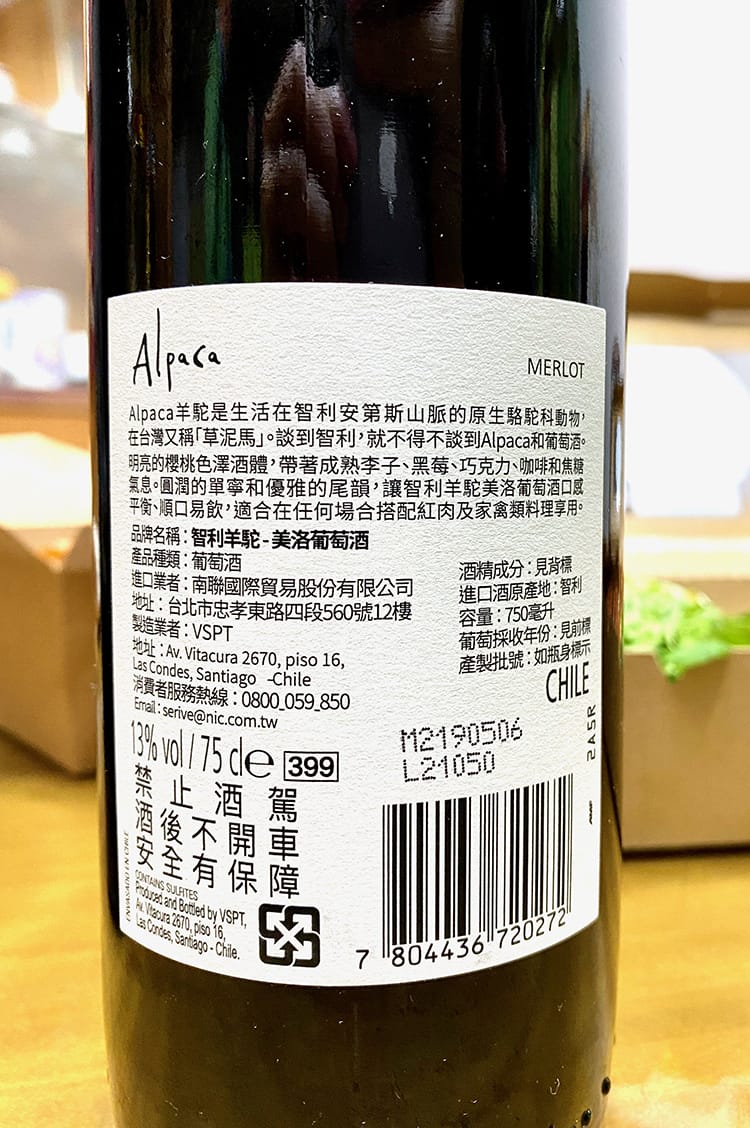 Alpaca
MERLOT
Alpaca羊駝是生活在智利安第斯山脈的原生駱駝科動物,
在台灣又稱「草泥馬」。談到智利,就不得不談到Alpaca和葡萄酒。
明亮的櫻桃色澤酒體,帶著成熟李子、黑莓、巧克力、咖啡和焦糖
氣息。圓潤的單寧和優雅的尾韻,讓智利羊駝美洛葡萄酒口感
平衡、順口易飲,適合在任何場合搭配紅肉及家禽類料理享用。
品牌名稱:智利羊駝-美洛葡萄酒
產品種類:葡萄酒
進口業者:南聯國際貿易股份有限公司
地址:台北市忠孝東路四段560號12樓
製造業者:VSPT
地址:Av. Vitacura 2670, piso 16,
Las Condes, Santiago -Chile
消費者服務熱線:0800_059_850
Email:serive@nic.com.tw
酒精成分:見背標
進口酒原產地:智利
容量:750毫升
葡萄採收年份:見前標
產製批號:如瓶身標示
CHILE
13% vol / 75 cl e 399
M2190506
L21050
2A5R
禁止酒駕
酒後不開車
安全有保障
ENVASADO EN ORIGEN
CONTAINS SULFITES
Produced and Bottled by VSPT,
Av. Vitacura 2670, piso 16,
Las Condes, Santiago - Chile.
7 804436 720272